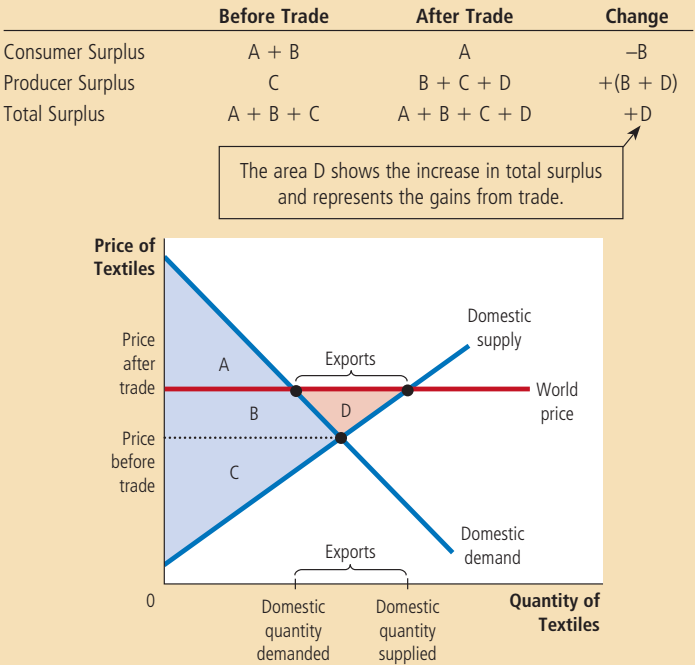 Before Trade After Trade Change
Consumer Surplus A + B A –B
Producer Surplus C B + C + D +(B + D)
Total Surplus A + B + C A + B + C + D +D
The area D shows the increase in total surplus
and represents the gains from trade.
Price of
Textiles
Domestic
supply
Price
after
trade
A
Exports
World
price
B
D
Price
before
trade
C
Domestic
demand
Exports
0
Domestic
quantity
demanded
Domestic
quantity
supplied
Quantity of
Textiles